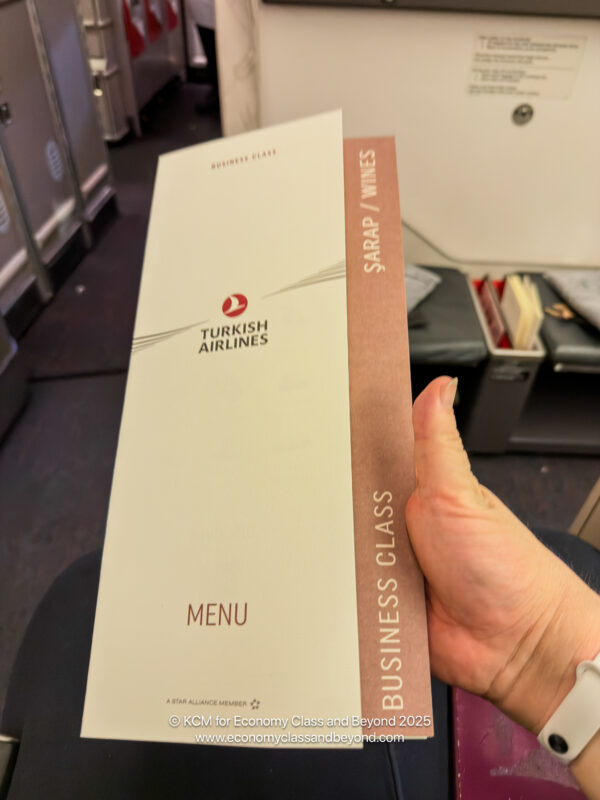 BUSINESS CLASS
TURKISH
AIRLINES
MENU
A STAR ALLIANCE MEMBER
ŞARAP / WINES
BUSINESS CLASS
© KCM for Economy Class and Beyond 2025
www.economyclassandbeyond.com